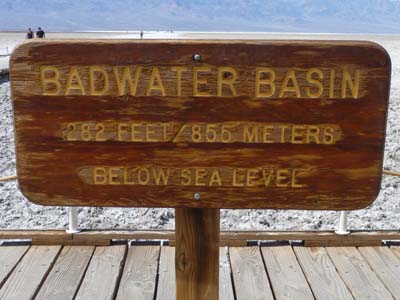 BADWATER BASIN
282 FEET/855 METERS
BELOW SEA LEVEL